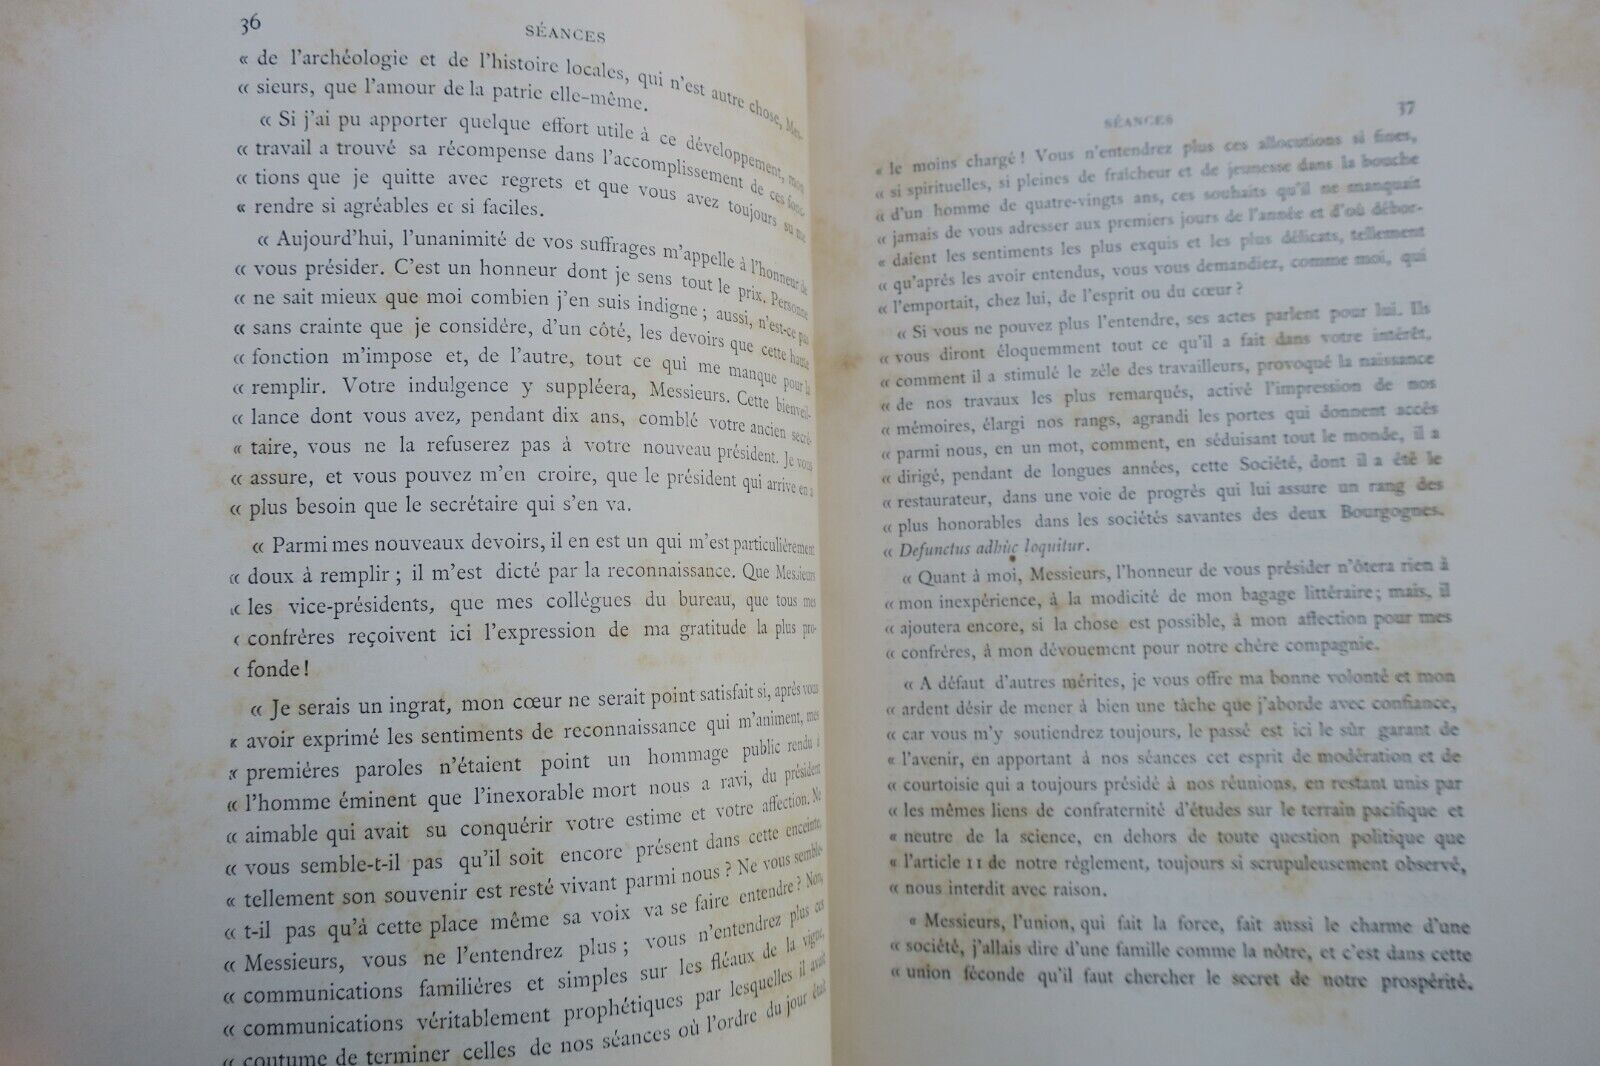 36
SÉANCES
« de l'archéologie et de l'histoire locales, qui n'est autre chose, Mes-
« sieurs, que l'amour de la patrie elle-même.
« Si j'ai pu apporter quelque effort utile à ce développement, mon
« travail a trouvé sa récompense dans l'accomplissement de ces fonc-
« tions que je quitte avec regrets et que vous avez toujours su me
« rendre si agréables et si faciles.
« Aujourd'hui, l'unanimité de vos suffrages m'appelle à l'honneur de
« vous présider. C'est un honneur dont je sens tout le prix. Personne
« ne sait mieux que moi combien j'en suis indigne ; aussi, n'est-ce pas
« sans crainte que je considère, d'un côté, les devoirs que cette haute
« fonction m'impose et, de l'autre, tout ce qui me manque pour la
« remplir. Votre indulgence y suppléera, Messieurs. Cette bienveil-
« lance dont vous avez, pendant dix ans, comblé votre ancien secré-
« taire, vous ne la refuserez pas à votre nouveau président. Je vous
« assure, et vous pouvez m'en croire, que le président qui arrive en a
« plus besoin que le secrétaire qui s'en va.
« Parmi mes nouveaux devoirs, il en est un qui m'est particulièrement
« doux à remplir ; il m'est dicté par la reconnaissance. Que Messieurs
« les vice-présidents, que mes collègues du bureau, que tous mes
‹ confrères reçoivent ici l'expression de ma gratitude la plus pro-
‹ fonde !
« Je serais un ingrat, mon cœur ne serait point satisfait si, après vous
« avoir exprimé les sentiments de reconnaissance qui m'animent, mes
« premières paroles n'étaient point un hommage public rendu à
« l'homme éminent que l'inexorable mort nous a ravi, du président
« aimable qui avait su conquérir votre estime et votre affection. Ne
« vous semble-t-il pas qu'il soit encore présent dans cette enceinte,
« tellement son souvenir est resté vivant parmi nous ? Ne vous semble-
« t-il pas qu'à cette place même sa voix va se faire entendre ? Non,
« Messieurs, vous ne l'entendrez plus ; vous n'entendrez plus ces
« communications familières et simples sur les fléaux de la vigne,
« communications véritablement prophétiques par lesquelles il avait
« coutume de terminer celles de nos séances où l'ordre du jour était
37
SÉANCES
« le moins chargé ! Vous n'entendrez plus ces allocutions si fines,
« si spirituelles, si pleines de fraîcheur et de jeunesse dans la bouche
« d'un homme de quatre-vingts ans, ces souhaits qu'il ne manquait
« jamais de vous adresser aux premiers jours de l'année et d'où débor-
« daient les sentiments les plus exquis et les plus délicats, tellement
« qu'après les avoir entendus, vous vous demandiez, comme moi, qui
« l'emportait, chez lui, de l'esprit ou du cœur ?
« Si vous ne pouvez plus l'entendre, ses actes parlent pour lui. Ils
« vous diront éloquemment tout ce qu'il a fait dans votre intérêt,
« comment il a stimulé le zèle des travailleurs, provoqué la naissance
« de nos travaux les plus remarqués, activé l'impression de nos
« mémoires, élargi nos rangs, agrandi les portes qui donnent accès
« parmi nous, en un mot, comment, en séduisant tout le monde, il a
« dirigé, pendant de longues années, cette Société, dont il a été le
« restaurateur, dans une voie de progrès qui lui assure un rang des
« plus honorables dans les sociétés savantes des deux Bourgognes.
« Defunctus adhùc loquitur.
« Quant à moi, Messieurs, l'honneur de vous présider n'ôtera rien à
« mon inexpérience, à la modicité de mon bagage littéraire ; mais, il
« ajoutera encore, si la chose est possible, à mon affection pour mes
« confrères, à mon dévouement pour notre chère compagnie.
« A défaut d'autres mérites, je vous offre ma bonne volonté et mon
« ardent désir de mener à bien une tâche que j'aborde avec confiance,
« car vous m'y soutiendrez toujours, le passé est ici le sûr garant de
« l'avenir, en apportant à nos séances cet esprit de modération et de
« courtoisie qui a toujours présidé à nos réunions, en restant unis par
« les mêmes liens de confraternité d'études sur le terrain pacifique et
« neutre de la science, en dehors de toute question politique que
« l'article 11 de notre règlement, toujours si scrupuleusement observé,
« nous interdit avec raison.
« Messieurs, l'union, qui fait la force, fait aussi le charme d'une
« société, j'allais dire d'une famille comme la nôtre, et c'est dans cette
« union féconde qu'il faut chercher le secret de notre prospérité.